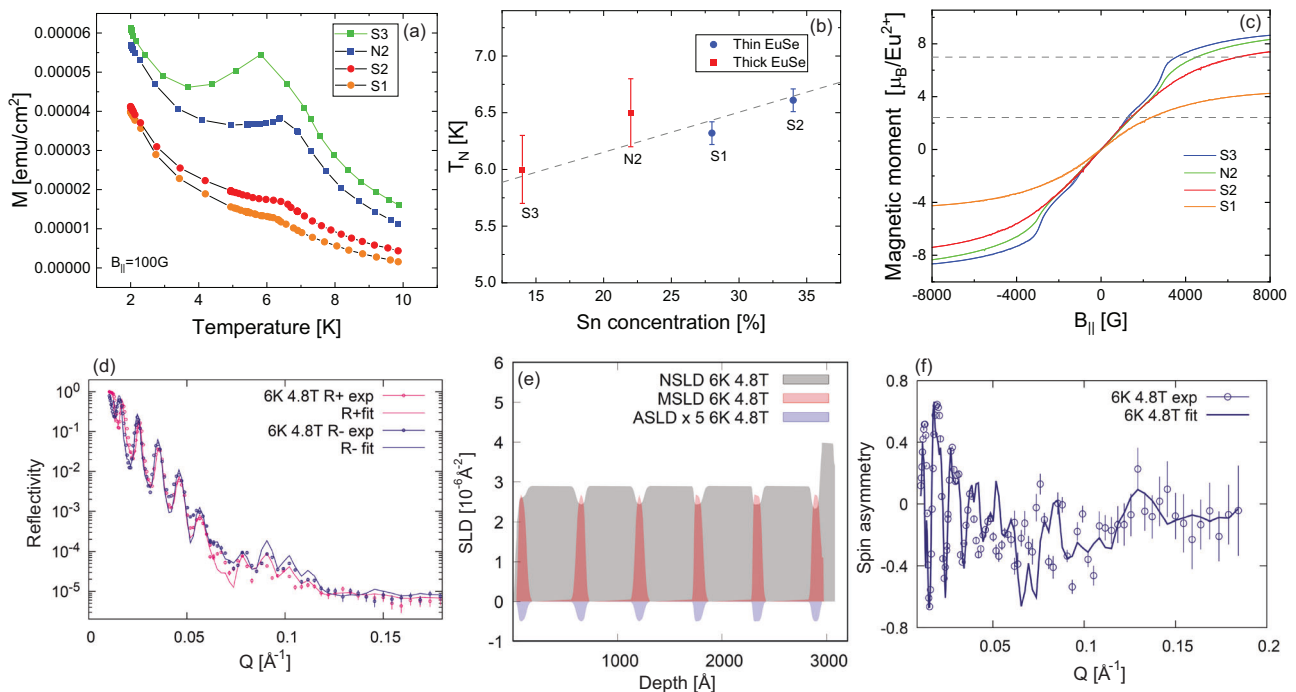 (a)
0.00006
0.00005
0.00004
0.00003
0.00002
0.00001
0.00000
M [emu/cm²]
S3
N2
S2
S1
B||=100G
2 4 6 8 10
Temperature [K]
(b)
7.0
6.5
6.0
5.5
5.0
T_N [K]
Thin EuSe
Thick EuSe
S3
N2
S1
S2
15 20 25 30 35
Sn concentration [%]
(c)
8
4
0
-4
-8
Magnetic moment [μ_B/Eu²⁺]
S3
N2
S2
S1
-8000 -4000 0 4000 8000
B|| [G]
(d)
10⁰
10⁻¹
10⁻²
10⁻³
10⁻⁴
10⁻⁵
Reflectivity
6K 4.8T R+ exp
R+fit
6K 4.8T R- exp
R- fit
0 0.05 0.1 0.15
Q [Å⁻¹]
(e)
6
5
4
3
2
1
0
-1
SLD [10⁻⁶Å⁻²]
NSLD 6K 4.8T
MSLD 6K 4.8T
ASLD x 5 6K 4.8T
1000 2000 3000
Depth [Å]
(f)
0.8
0.4
0
-0.4
-0.8
Spin asymmetry
6K 4.8T exp
6K 4.8T fit
0.05 0.1 0.15 0.2
Q [Å⁻¹]